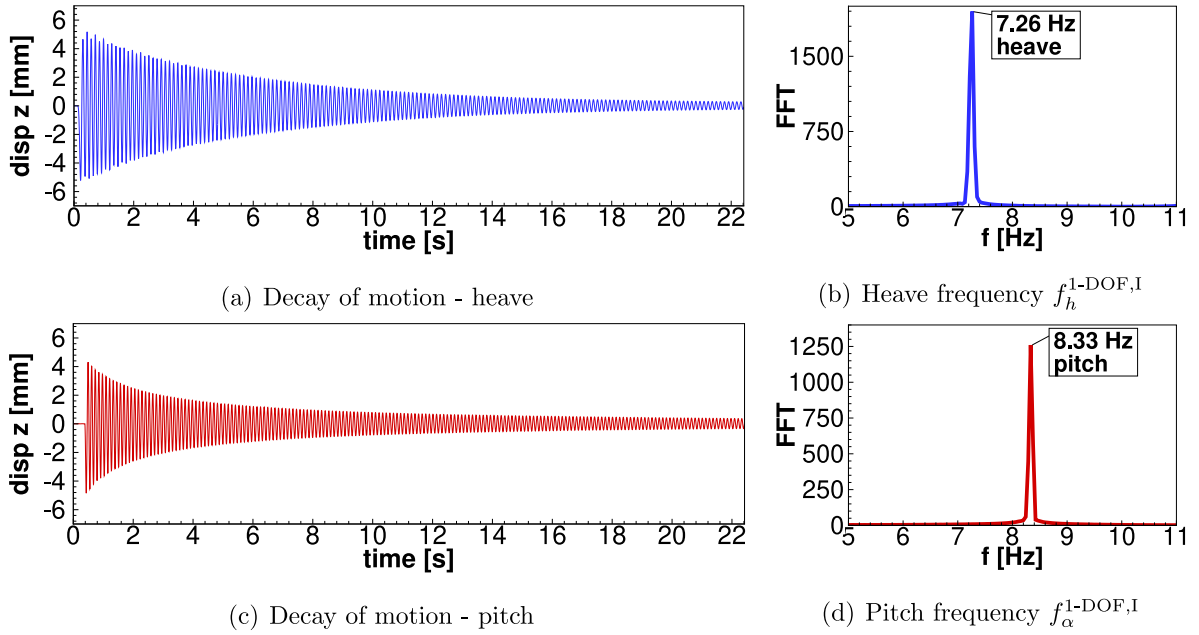 disp z [mm]
6
4
2
0
-2
-4
-6
0 2 4 6 8 10 12 14 16 18 20 22
time [s]
(a) Decay of motion - heave
FFT
1500
750
0
7.26 Hz
heave
5 6 7 8 9 10 11
f [Hz]
(b) Heave frequency f_h^{1-DOF,I}
disp z [mm]
6
4
2
0
-2
-4
-6
0 2 4 6 8 10 12 14 16 18 20 22
time [s]
(c) Decay of motion - pitch
FFT
1250
1000
750
500
250
0
8.33 Hz
pitch
5 6 7 8 9 10 11
f [Hz]
(d) Pitch frequency f_α^{1-DOF,I}